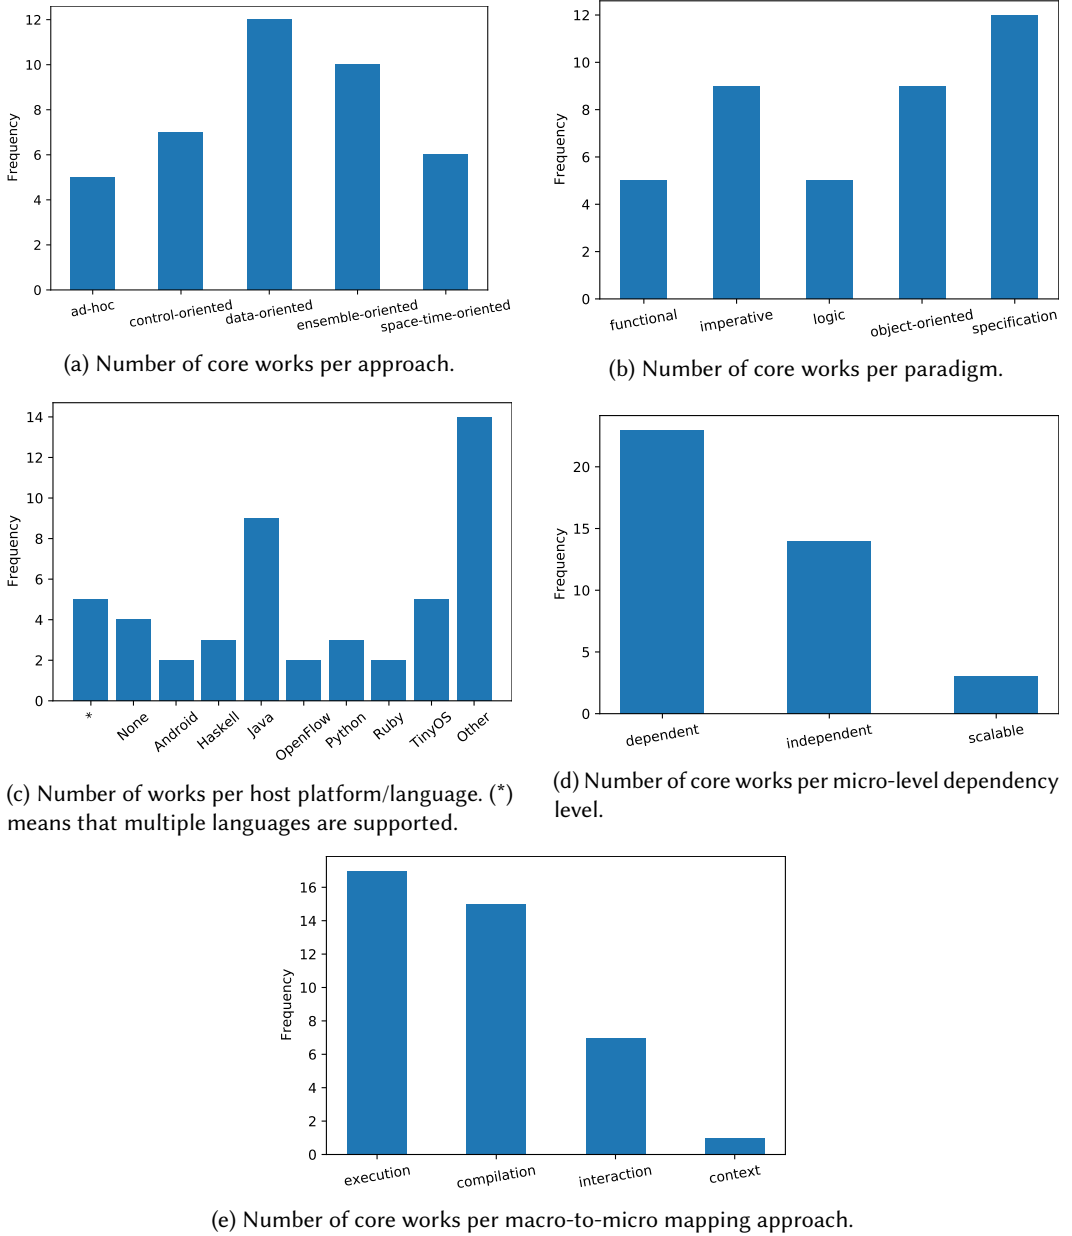 12
10
8
6
4
2
0
Frequency
ad-hoc
control-oriented
data-oriented
ensemble-oriented
space-time-oriented
(a) Number of core works per approach.
12
10
8
6
4
2
0
Frequency
functional
imperative
logic
object-oriented
specification
(b) Number of core works per paradigm.
14
12
10
8
6
4
2
0
Frequency
*
None
Android
Haskell
Java
OpenFlow
Python
Ruby
TinyOS
Other
(c) Number of works per host platform/language. (*)
means that multiple languages are supported.
20
15
10
5
0
Frequency
dependent
independent
scalable
(d) Number of core works per micro-level dependency
level.
16
14
12
10
8
6
4
2
0
Frequency
execution
compilation
interaction
context
(e) Number of core works per macro-to-micro mapping approach.